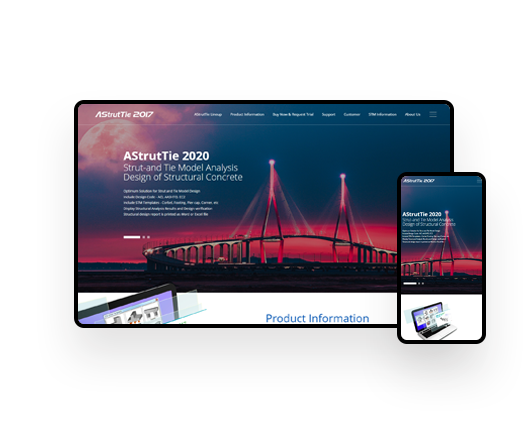 AStrutTie 2017
AStrutTie Lineup Product Information Buy Now & Request Trial Support Customer STM Information About Us
AStrutTie 2020
Strut-and Tie Model Analysis
Design of Structural Concrete
Optimum Solution for Strut and Tie Model Design
Include Design Code - ACI, AASHTO, EC2
Include STM Templates - Corbel, Footing, Pier cap, Corner, etc
Display Structural Analysis Results and Design verification
Structural design report is printed as Word or Excel file
Product Information
AStrutTie 2017
AStrutTie 2020
Strut-and Tie Model Analysis
Design of Structural Concrete